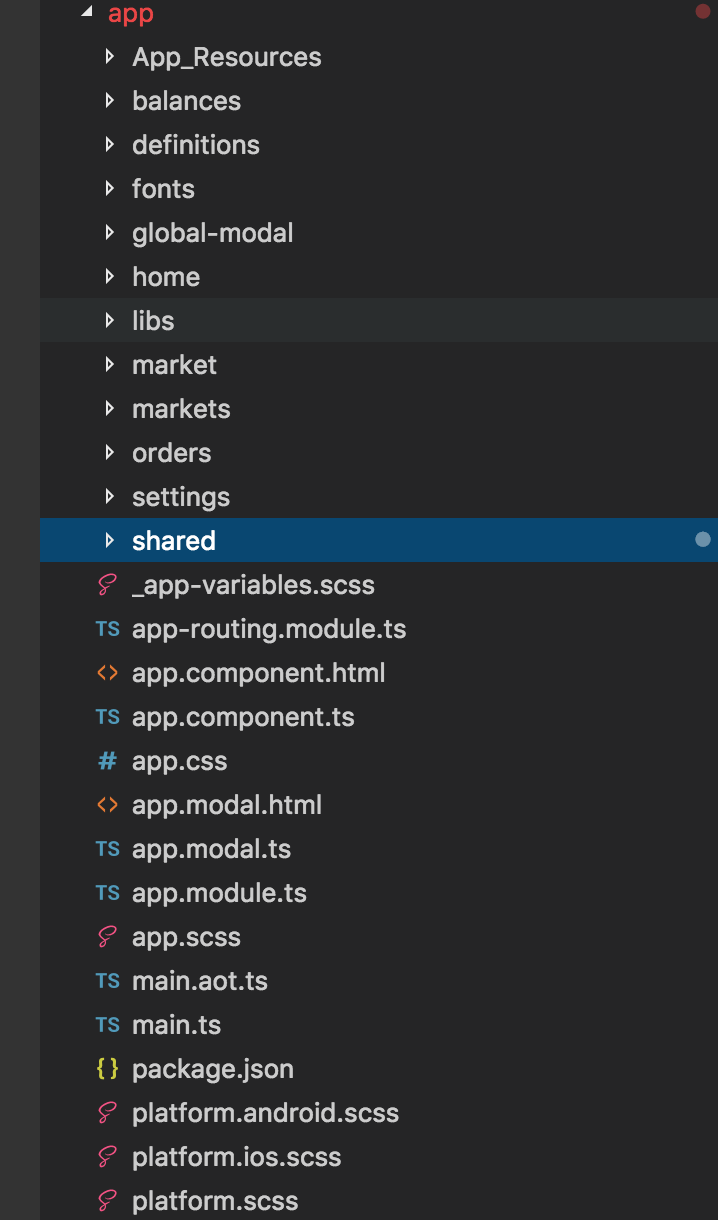 app
App_Resources
balances
definitions
fonts
global-modal
home
libs
market
markets
orders
settings
shared
_app-variables.scss
TS app-routing.module.ts
<> app.component.html
TS app.component.ts
# app.css
<> app.modal.html
TS app.modal.ts
TS app.module.ts
app.scss
TS main.aot.ts
TS main.ts
{} package.json
platform.android.scss
platform.ios.scss
platform.scss